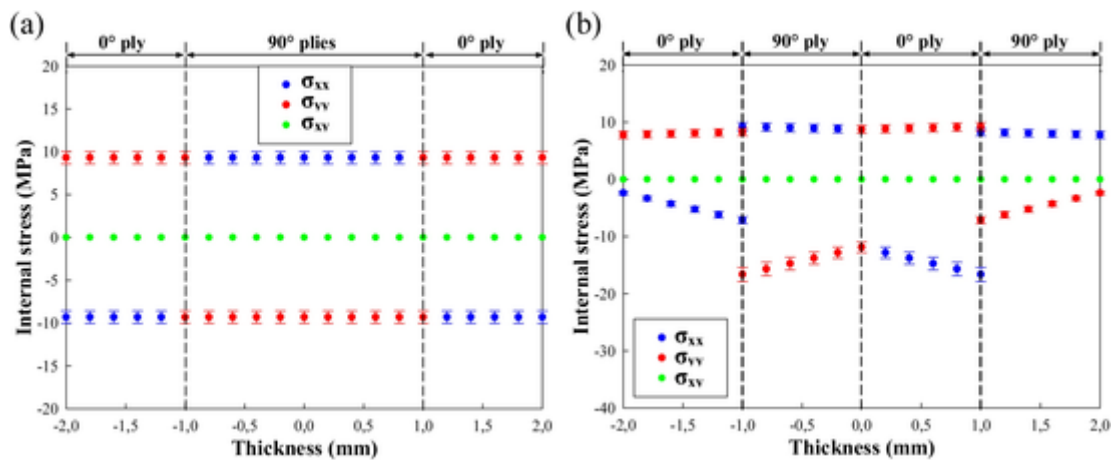 (a)
0° ply 90° plies 0° ply
σxx
σyy
σxy
Internal stress (MPa)
20
15
10
5
0
-5
-10
-15
-20
-2,0 -1,5 -1,0 -0,5 0,0 0,5 1,0 1,5 2,0
Thickness (mm)
(b)
0° ply 90° ply 0° ply 90° ply
Internal stress (MPa)
20
10
0
-10
-20
-30
-40
σxx
σyy
σxy
-2,0 -1,5 -1,0 -0,5 0,0 0,5 1,0 1,5 2,0
Thickness (mm)